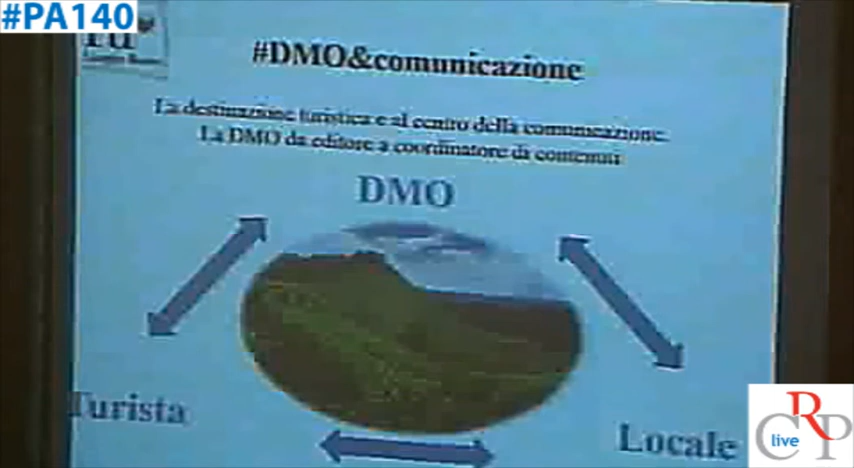 #PA140
#DMO&comunicazione
La destinazione turistica e al centro della comunicazione.
La DMO da editore a coordinatore di contenuti
DMO
Turista
Locale
CRP
live